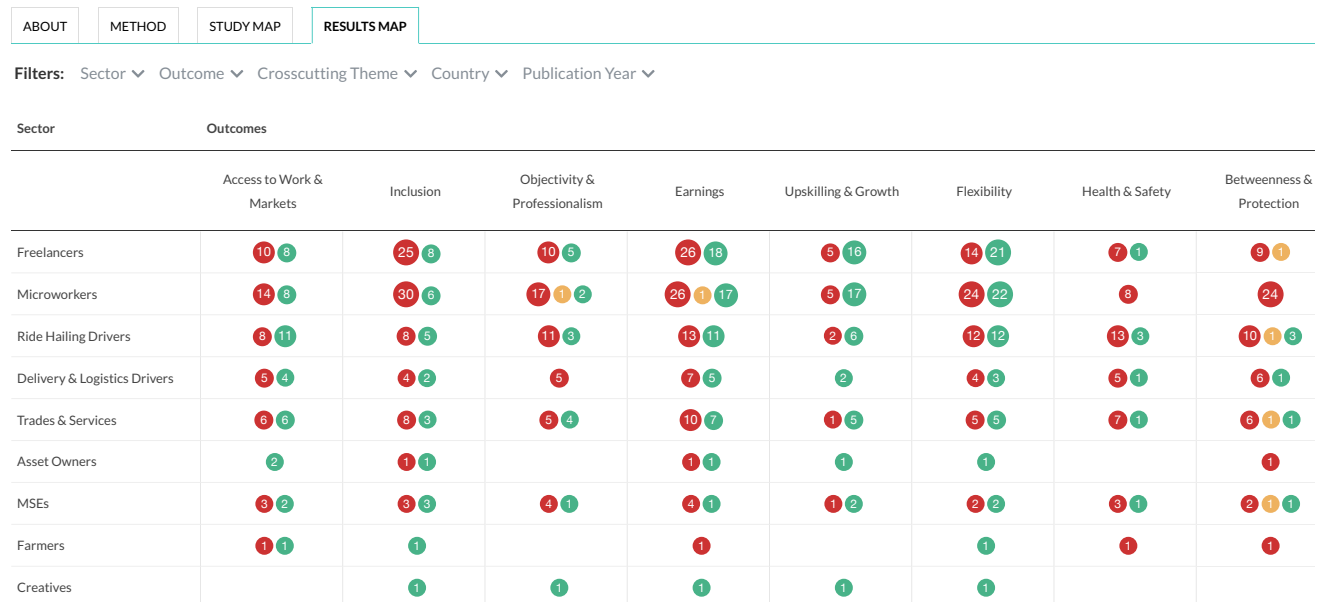 ABOUT METHOD STUDY MAP RESULTS MAP
Filters: Sector Outcome Crosscutting Theme Country Publication Year
Sector Outcomes
Access to Work & Markets Inclusion Objectivity & Professionalism Earnings Upskilling & Growth Flexibility Health & Safety Betweenness & Protection
Freelancers 10 8 25 8 10 5 26 18 5 16 14 21 7 1 9 1
Microworkers 14 8 30 6 17 1 2 26 1 17 5 17 24 22 8 24
Ride Hailing Drivers 8 11 8 5 11 3 13 11 2 6 12 12 13 3 10 1 3
Delivery & Logistics Drivers 5 4 4 2 5 7 5 2 4 3 5 1 6 1
Trades & Services 6 6 8 3 5 4 10 7 1 5 5 5 7 1 6 1 1
Asset Owners 2 1 1 1 1 1 1 1
MSEs 3 2 3 3 4 1 4 1 1 2 2 2 3 1 2 1 1
Farmers 1 1 1 1 1 1 1
Creatives 1 1 1 1 1